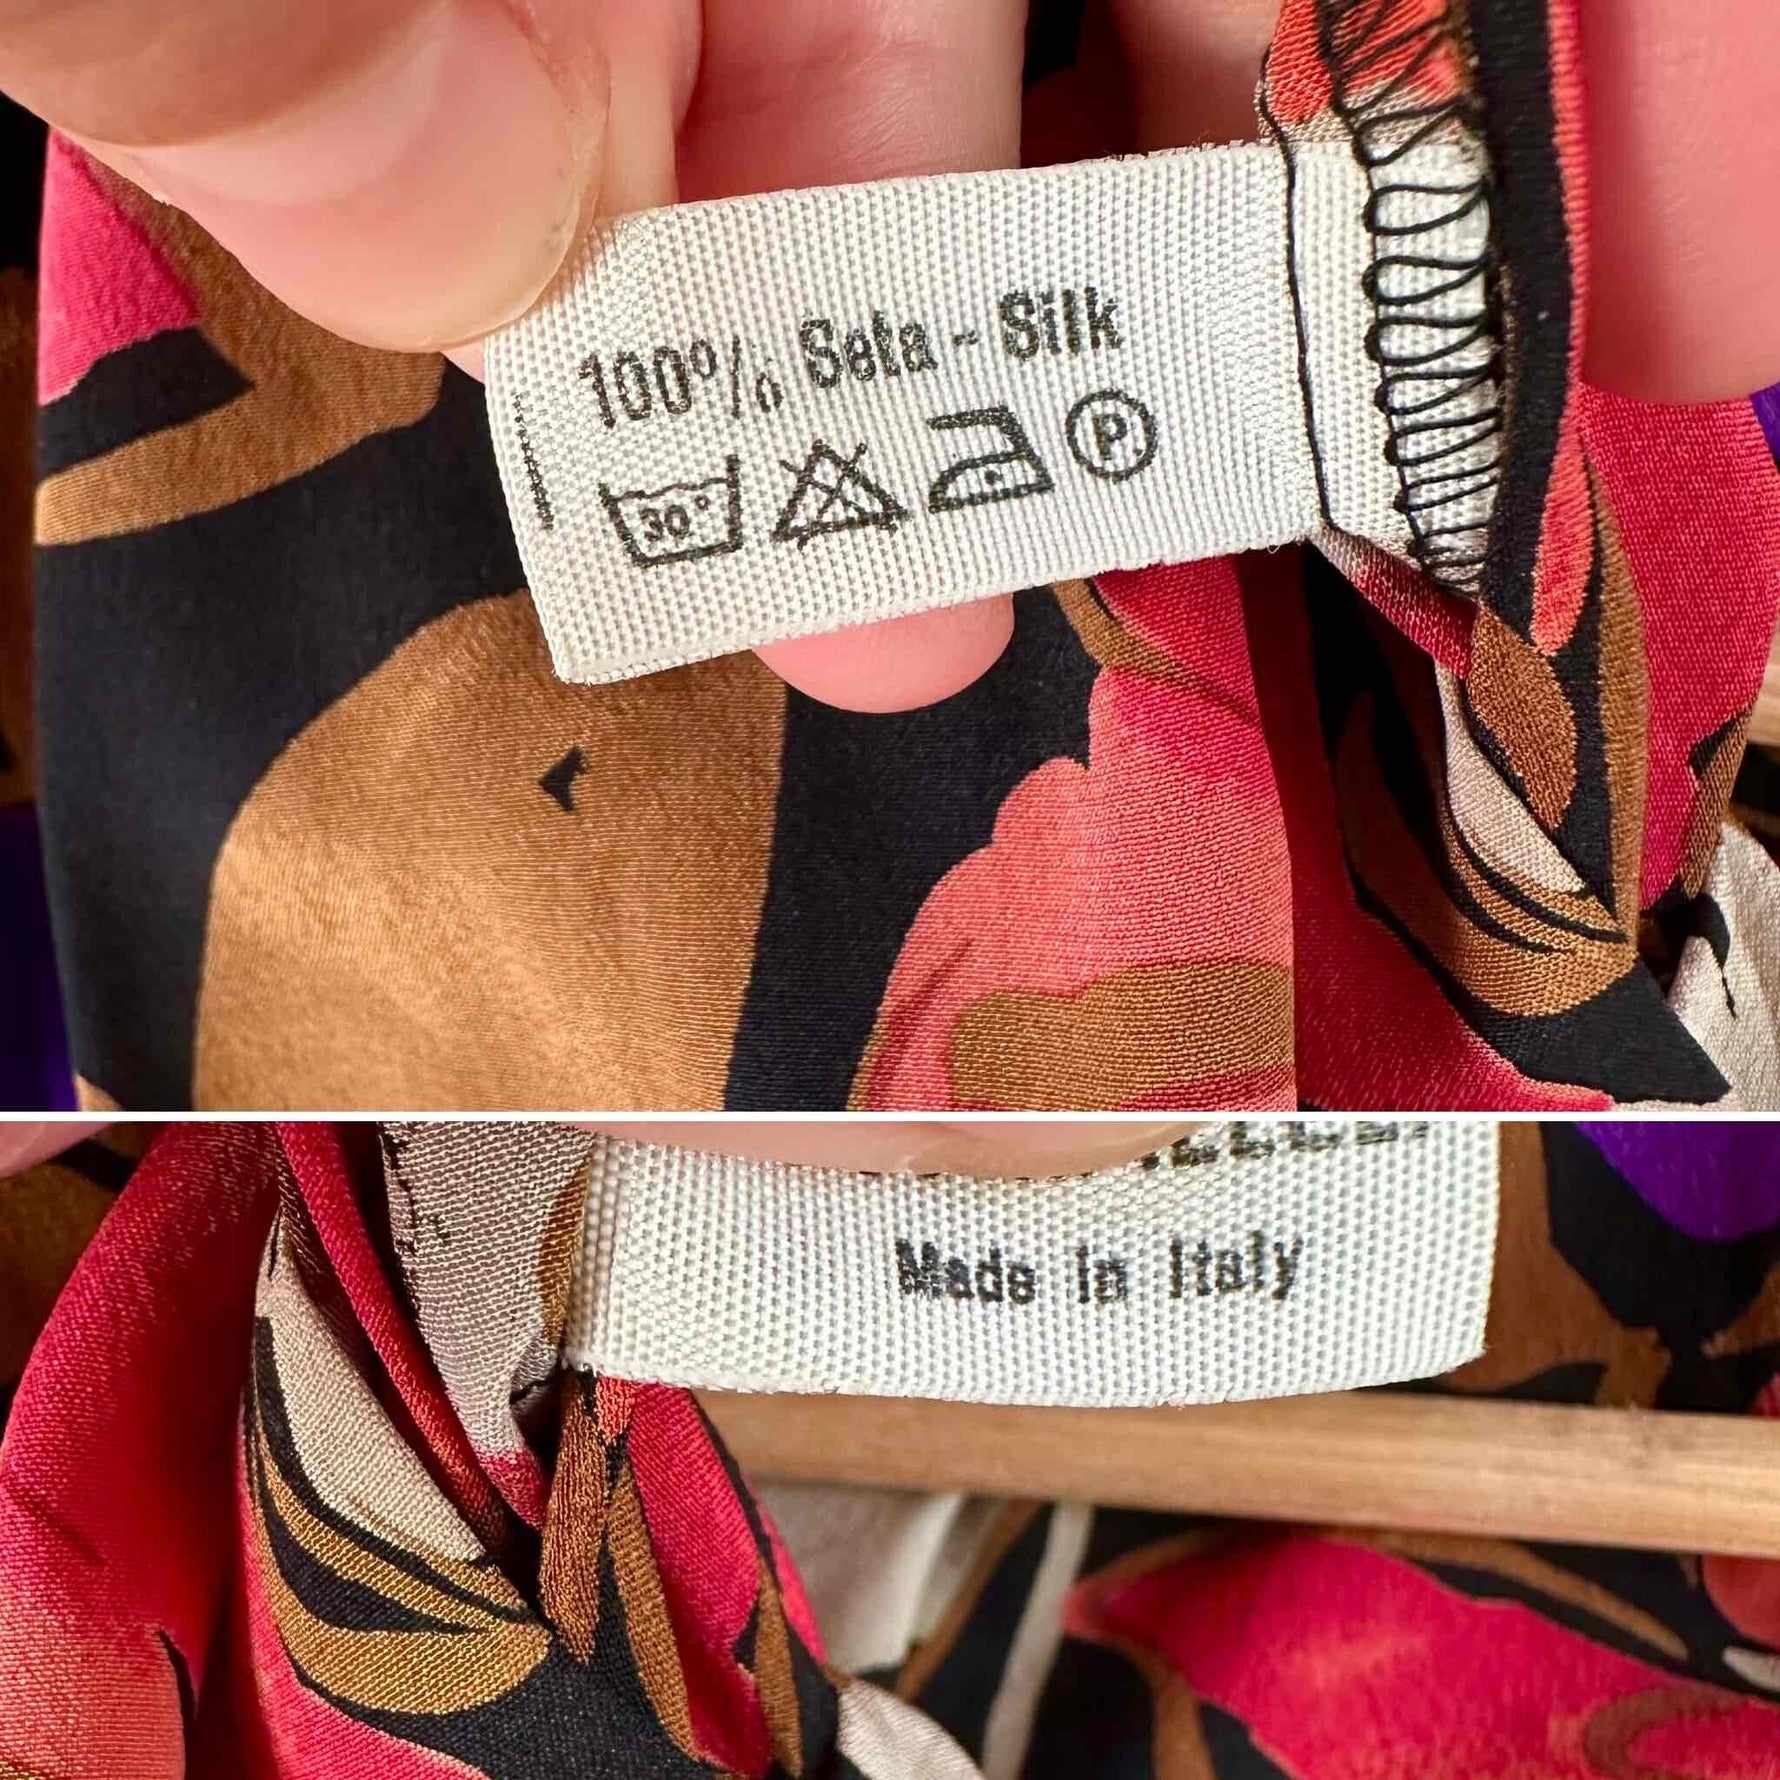 100% Seta - Silk
30°
P
Made in Italy